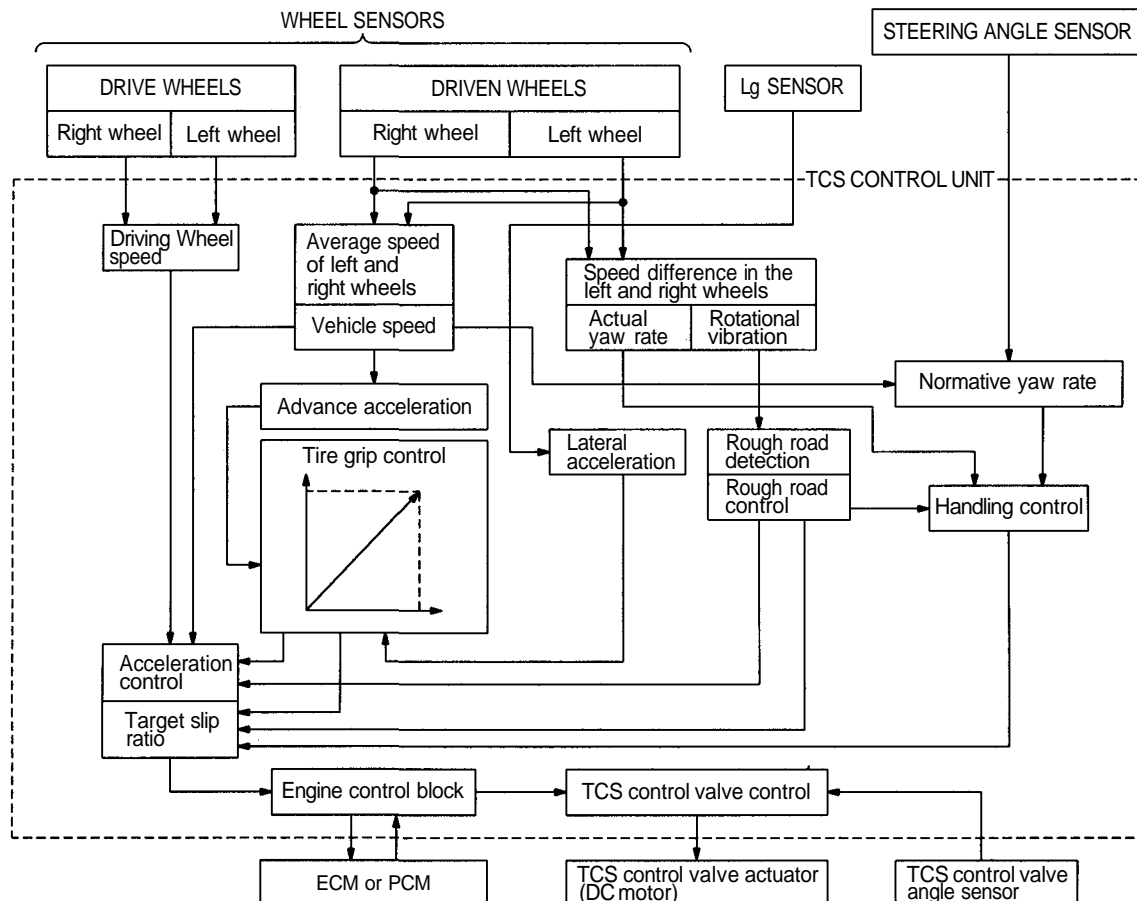 WHEEL SENSORS
STEERING ANGLE SENSOR
DRIVE WHEELS
Right wheel
Left wheel
DRIVEN WHEELS
Right wheel
Left wheel
Lg SENSOR
TCS CONTROL UNIT
Driving Wheel
speed
Average speed
of left and
right wheels
Vehicle speed
Speed difference in the
left and right wheels
Actual
yaw rate
Rotational
vibration
Normative yaw rate
Advance acceleration
Tire grip control
Lateral
acceleration
Rough road
detection
Rough road
control
Handling control
Acceleration
control
Target slip
ratio
Engine control block
TCS control valve control
ECM or PCM
TCS control valve actuator
(DC motor)
TCS control valve
angle sensor